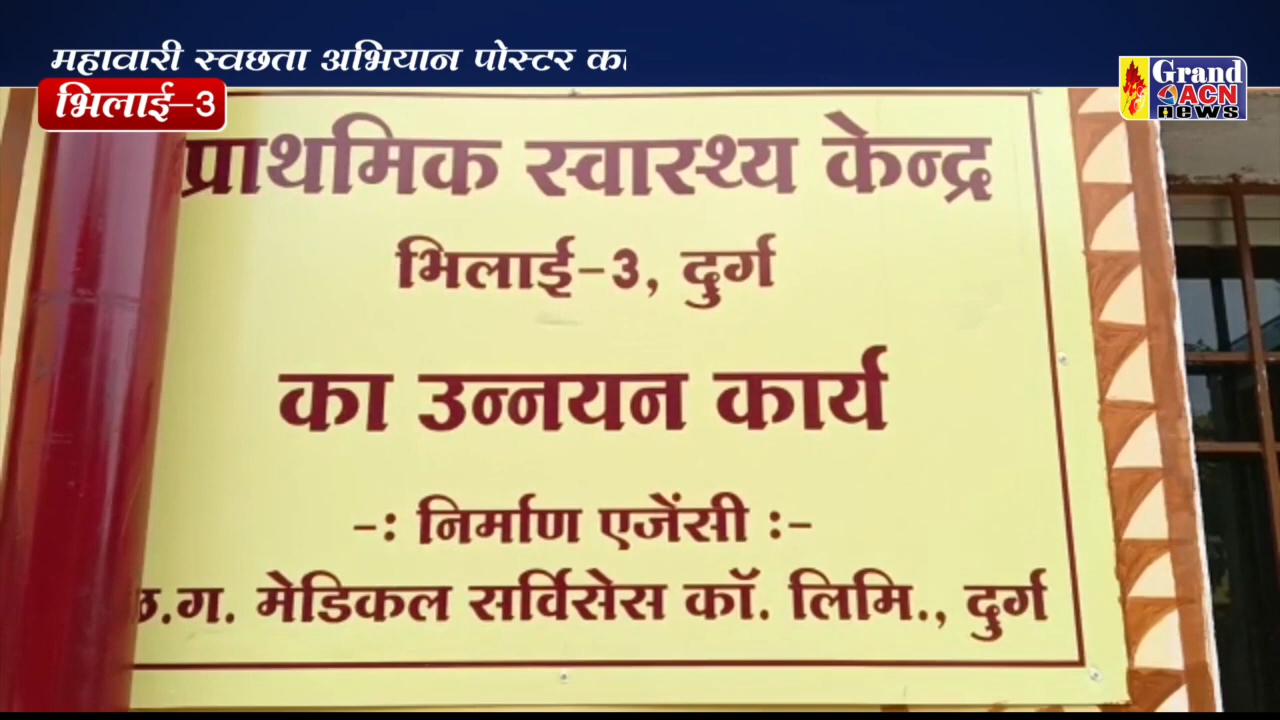 महावारी स्वछता अभियान पोस्टर का
भिलाई-3
Grand
ACN
news
प्राथमिक स्वास्थ्य केन्द्र
भिलाई-3, दुर्ग
का उन्नयन कार्य
-: निर्माण एजेंसी :-
छ.ग. मेडिकल सर्विसेस कॉ. लिमि., दुर्ग